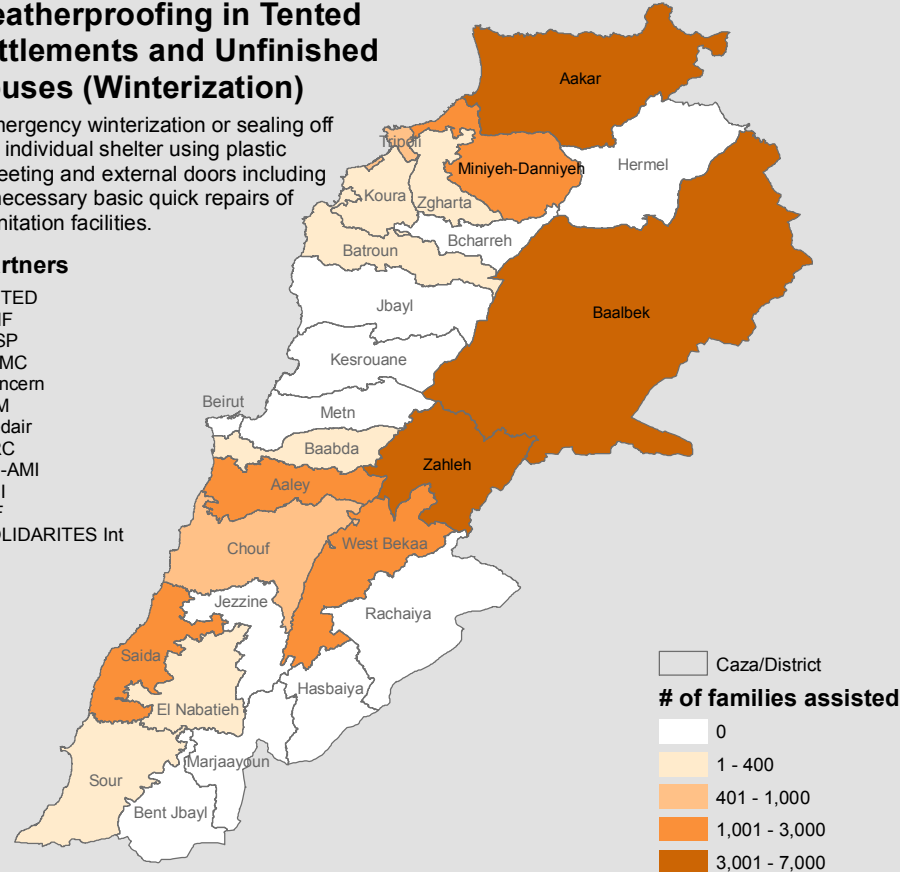 eatherproofing in Tented
ttlements and Unfinished
ouses (Winterization)
mergency winterization or sealing off
individual shelter using plastic
eeting and external doors including
necessary basic quick repairs of
nitation facilities.
rtners
TED
SP
MC
ncern
M
dair
C
-AMI
I
OLIDARITES Int
Aakar
Tripoli
Miniyeh-Danniyeh
Hermel
Koura
Zgharta
Bcharreh
Batroun
Jbayl
Baalbek
Kesrouane
Beirut
Metn
Baabda
Zahleh
Aaley
Chouf
West Bekaa
Jezzine
Rachaiya
Saida
Hasbaiya
El Nabatieh
Marjaayoun
Sour
Bent Jbayl
Caza/District
# of families assisted
0
1 - 400
401 - 1,000
1,001 - 3,000
3,001 - 7,000